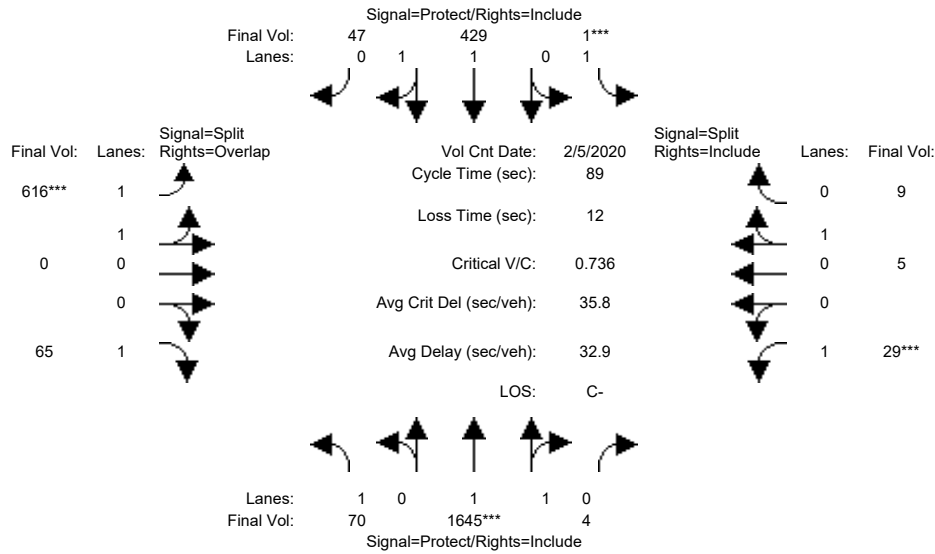 Signal=Protect/Rights=Include
Final Vol: 47 429 1***
Lanes: 0 1 1 0 1
Signal=Split Signal=Split
Final Vol: Lanes: Rights=Overlap Vol Cnt Date: 2/5/2020 Rights=Include Lanes: Final Vol:
Cycle Time (sec): 89
616*** 1 0 9
Loss Time (sec): 12
1 1
0 0 Critical V/C: 0.736 0 5
0 Avg Crit Del (sec/veh): 35.8 0
65 1 Avg Delay (sec/veh): 32.9 1 29***
LOS: C-
Lanes: 1 0 1 1 0
Final Vol: 70 1645*** 4
Signal=Protect/Rights=Include